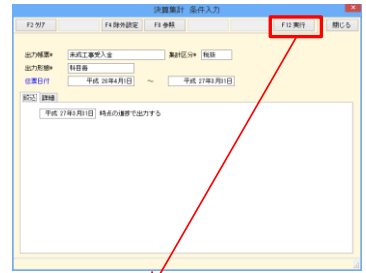 決算集計 条件入力
F2 クリア F4 除外設定 F8 参照 F12 実行 閉じる
出力帳票* 未成工事受入金 集計区分* 税抜
出力形態* 科目毎
伝票日付 平成 26年4月1日 ～ 平成 27年3月31日
絞込 詳細
平成 27年3月31日 時点の進捗で出力する